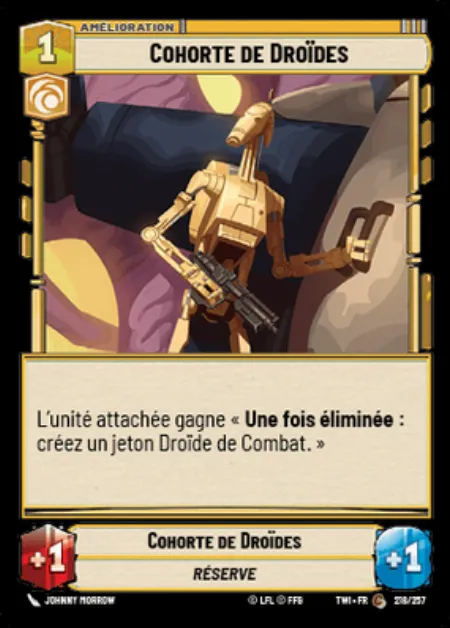 AMÉLIORATION
1
COHORTE DE DROÏDES
L'unité attachée gagne « Une fois éliminée :
créez un jeton Droïde de Combat. »
+1
COHORTE DE DROÏDES
+1
RÉSERVE
JOHNNY MORROW
© LFL © FFG
TWI • FR
C
216/257